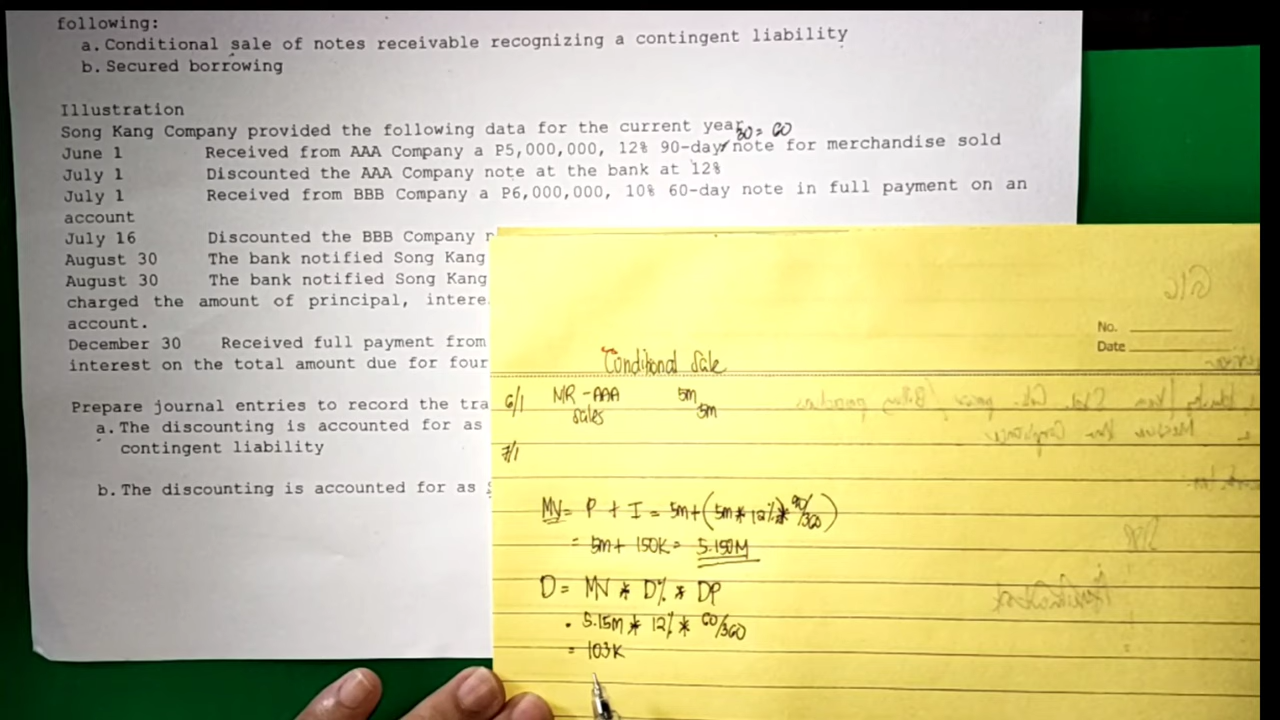 following:
a. Conditional sale of notes receivable recognizing a contingent liability
b. Secured borrowing
Illustration
Song Kang Company provided the following data for the current year
30 = 60
June 1 Received from AAA Company a P5,000,000, 12% 90-day note for merchandise sold
July 1 Discounted the AAA Company note at the bank at 12%
July 1 Received from BBB Company a P6,000,000, 10% 60-day note in full payment on an
account
July 16 Discounted the BBB Company n
August 30 The bank notified Song Kang
August 30 The bank notified Song Kang
charged the amount of principal, intere
account.
December 30 Received full payment from
interest on the total amount due for four
Prepare journal entries to record the tra
a. The discounting is accounted for as
contingent liability
b. The discounting is accounted for as
No.
Date
Conditional Sale
6/1 N/R - AAA 5m
Sales 5m
7/1
MV = P + I = 5m + (5m * 12% * 90/360)
= 5m + 150K = 5.150M
D = MV * D% * DP
= 5.15m * 12% * 60/360
= 103K